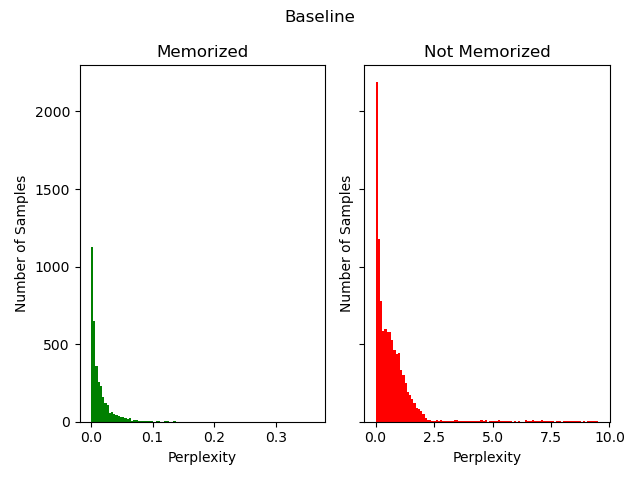 Baseline
Memorized
Not Memorized
Number of Samples
2000
1500
1000
500
0
0.0 0.1 0.2 0.3
Perplexity
Number of Samples
0.0 2.5 5.0 7.5 10.0
Perplexity